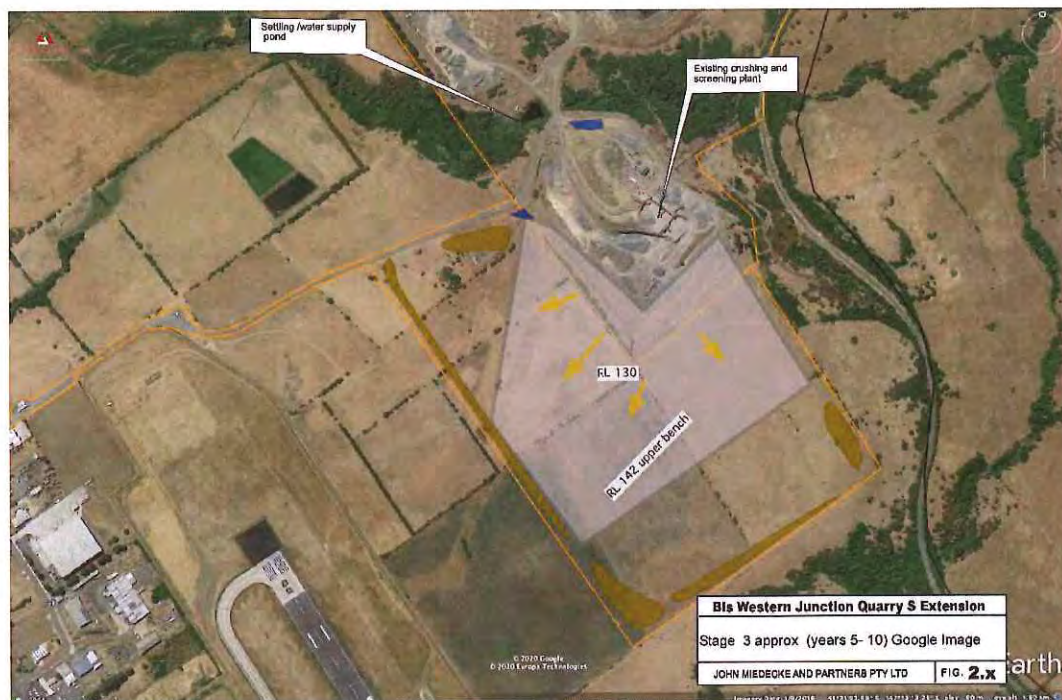 Settling /water supply
pond
Existing crushing and
screening plant
RL 130
RL 142 upper bench
Bis Western Junction Quarry S Extension
Stage 3 approx (years 5- 10) Google Image
JOHN MIEDECKE AND PARTNERS PTY LTD
FIG. 2.x
© 2020 Google
© 2020 Europa Technologies
Earth